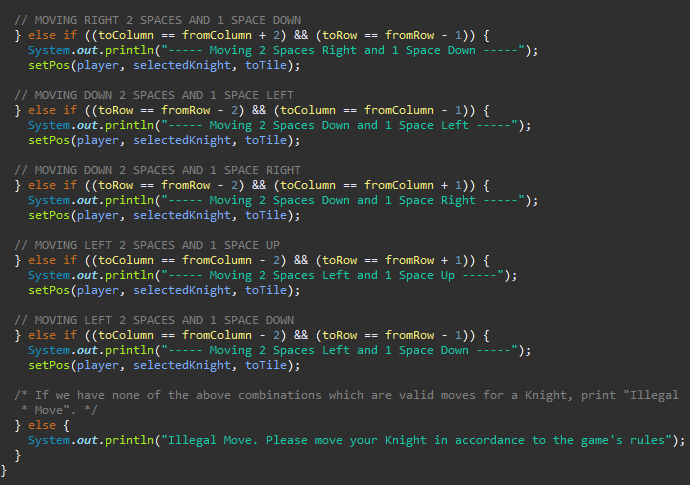 // MOVING RIGHT 2 SPACES AND 1 SPACE DOWN
} else if ((toColumn == fromColumn + 2) && (toRow == fromRow - 1)) {
System.out.println("----- Moving 2 Spaces Right and 1 Space Down -----");
setPos(player, selectedKnight, toTile);
// MOVING DOWN 2 SPACES AND 1 SPACE LEFT
} else if ((toRow == fromRow - 2) && (toColumn == fromColumn - 1)) {
System.out.println("----- Moving 2 Spaces Down and 1 Space Left -----");
setPos(player, selectedKnight, toTile);
// MOVING DOWN 2 SPACES AND 1 SPACE RIGHT
} else if ((toRow == fromRow - 2) && (toColumn == fromColumn + 1)) {
System.out.println("----- Moving 2 Spaces Down and 1 Space Right -----");
setPos(player, selectedKnight, toTile);
// MOVING LEFT 2 SPACES AND 1 SPACE UP
} else if ((toColumn == fromColumn - 2) && (toRow == fromRow + 1)) {
System.out.println("----- Moving 2 Spaces Left and 1 Space Up -----");
setPos(player, selectedKnight, toTile);
// MOVING LEFT 2 SPACES AND 1 SPACE DOWN
} else if ((toColumn == fromColumn - 2) && (toRow == fromRow - 1)) {
System.out.println("----- Moving 2 Spaces Left and 1 Space Down -----");
setPos(player, selectedKnight, toTile);
/* If we have none of the above combinations which are valid moves for a Knight, print "Illegal
* Move". */
} else {
System.out.println("Illegal Move. Please move your Knight in accordance to the game's rules");
}
}